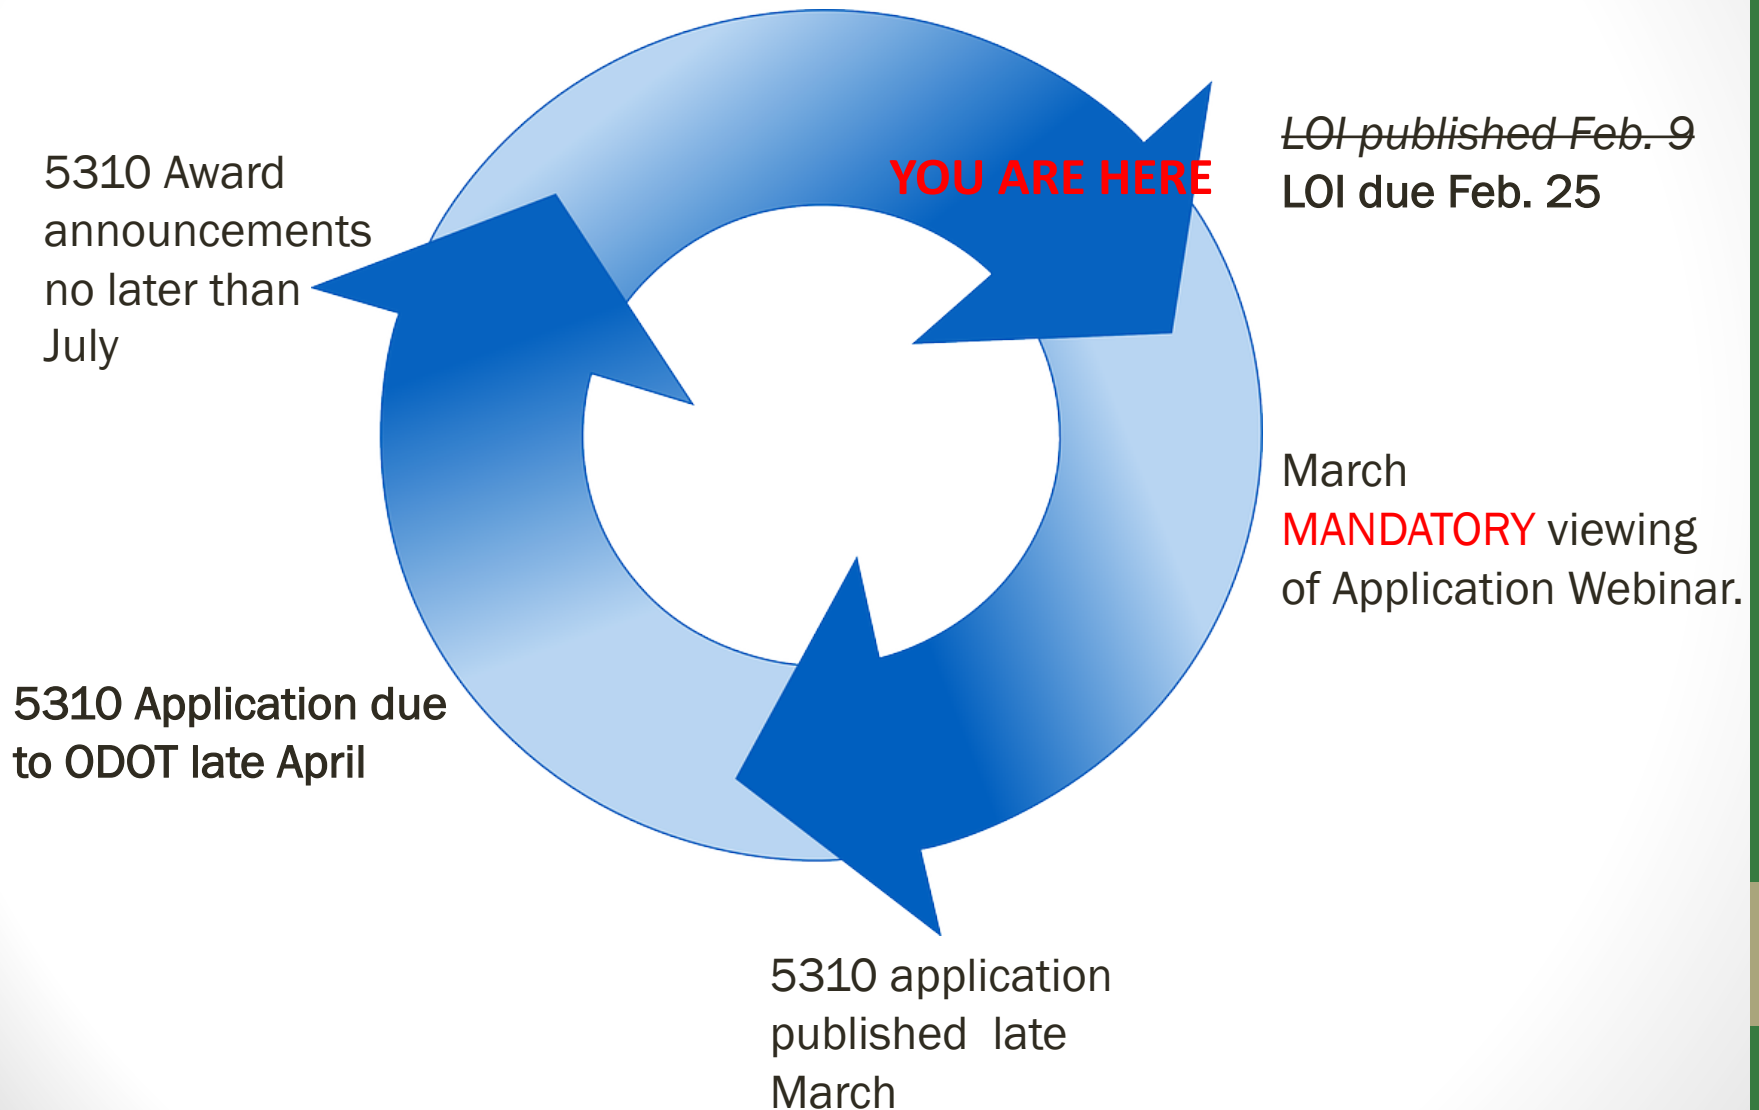 YOU ARE HERE
LOI published Feb. 9
LOI due Feb. 25
March
MANDATORY viewing
of Application Webinar.
5310 application
published  late
March
5310 Application due
to ODOT late April
5310 Award
announcements
no later than
July